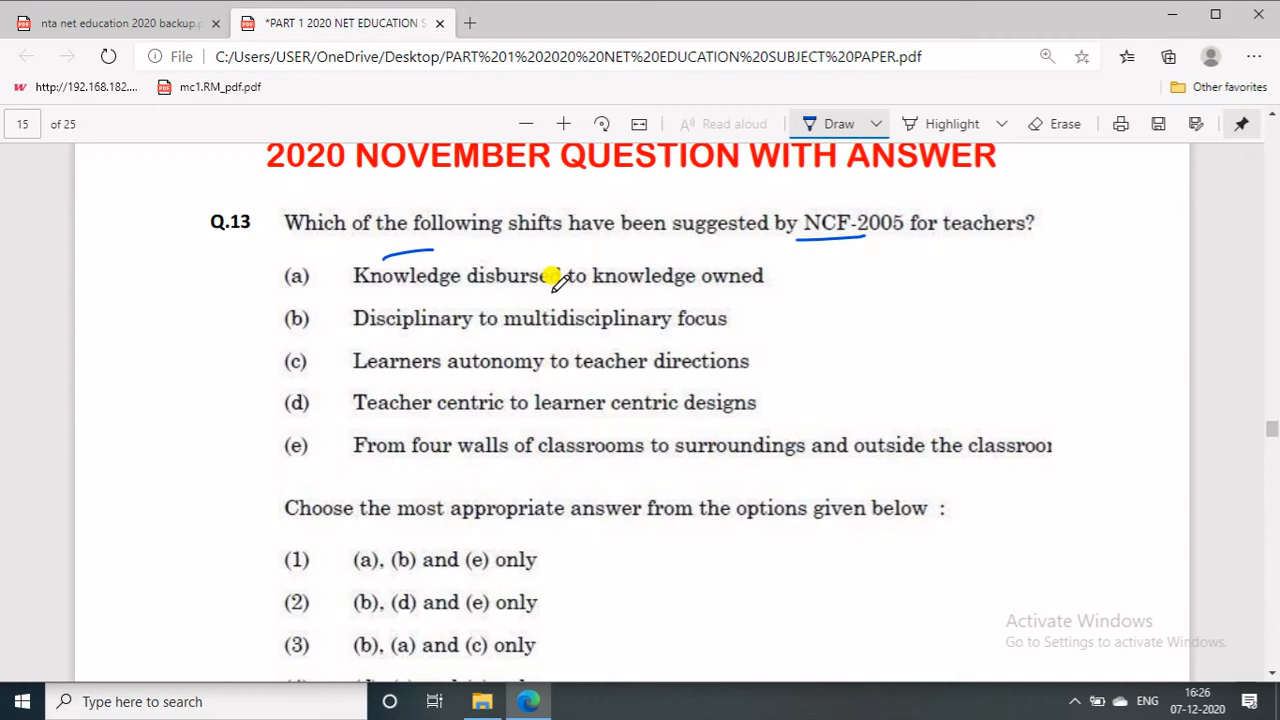 nta net education 2020 backup.p
*PART 1 2020 NET EDUCATION S
File C:/Users/USER/OneDrive/Desktop/PART%201%202020%20NET%20EDUCATION%20SUBJECT%20PAPER.pdf
http://192.168.182....
mc1.RM_pdf.pdf
Other favorites
15 of 25
Read aloud
Draw
Highlight
Erase
2020 NOVEMBER QUESTION WITH ANSWER
Q.13 Which of the following shifts have been suggested by NCF-2005 for teachers?
(a) Knowledge disbursed to knowledge owned
(b) Disciplinary to multidisciplinary focus
(c) Learners autonomy to teacher directions
(d) Teacher centric to learner centric designs
(e) From four walls of classrooms to surroundings and outside the classroor
Choose the most appropriate answer from the options given below :
(1) (a), (b) and (e) only
(2) (b), (d) and (e) only
(3) (b), (a) and (c) only
Activate Windows
Go to Settings to activate Windows.
Type here to search
ENG
16:26
07-12-2020